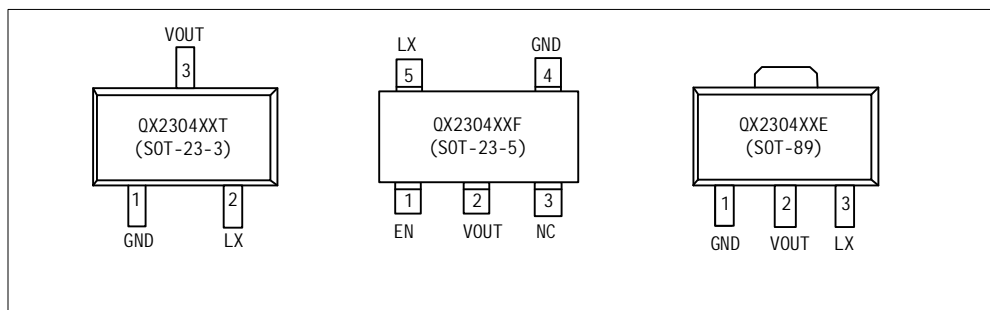 VOUT
3
QX2304XXT
(SOT-23-3)
1
2
GND
LX
LX
GND
5
4
QX2304XXF
(SOT-23-5)
1
2
3
EN
VOUT
NC
QX2304XXE
(SOT-89)
1
2
3
GND
VOUT
LX